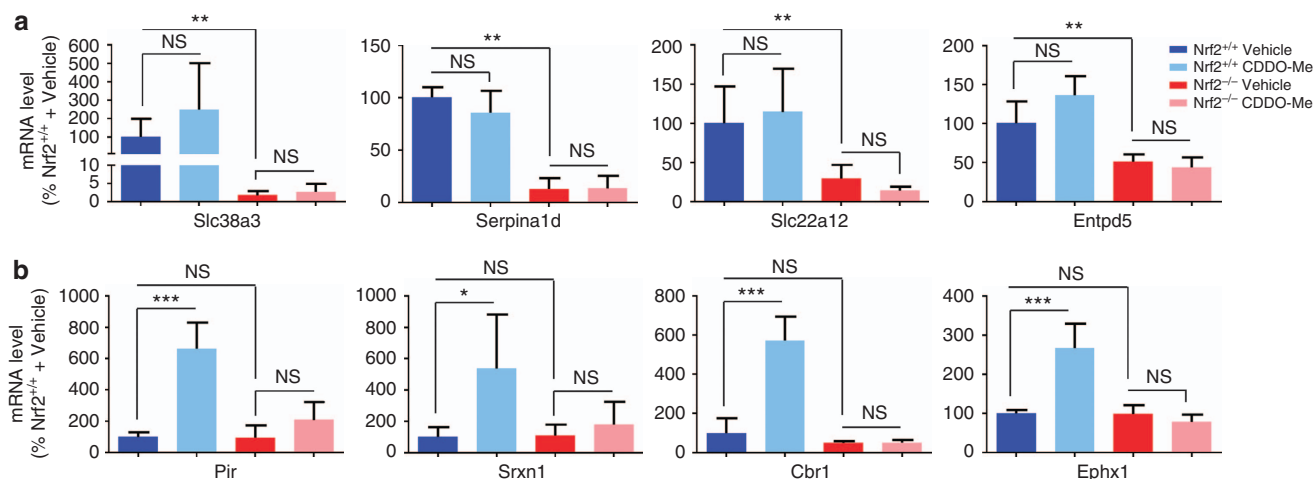 a
mRNA level
(% Nrf2+/+ + Vehicle)
600
500
400
300
200
100
10
5
0
**
NS
NS
Slc38a3
150
100
50
0
**
NS
NS
Serpina1d
200
150
100
50
0
**
NS
NS
Slc22a12
200
150
100
50
0
**
NS
NS
Entpd5
Nrf2+/+ Vehicle
Nrf2+/+ CDDO-Me
Nrf2−/− Vehicle
Nrf2−/− CDDO-Me
b
mRNA level
(% Nrf2+/+ + Vehicle)
1000
800
600
400
200
0
NS
***
NS
Pir
1000
800
600
400
200
0
NS
*
NS
Srxn1
800
600
400
200
0
NS
***
NS
Cbr1
400
300
200
100
0
NS
***
NS
Ephx1